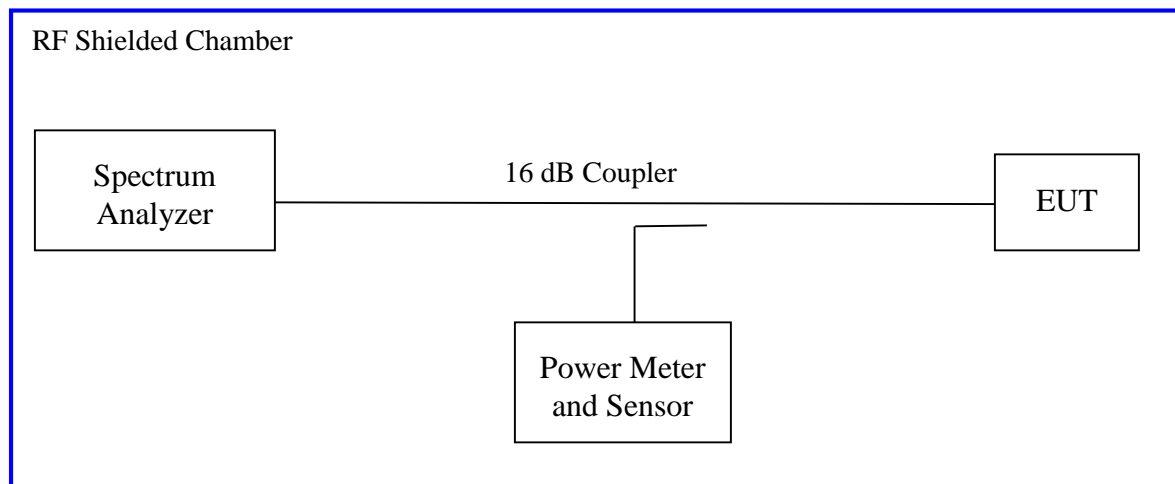 RF Shielded Chamber
Spectrum
Analyzer
16 dB Coupler
EUT
Power Meter
and Sensor